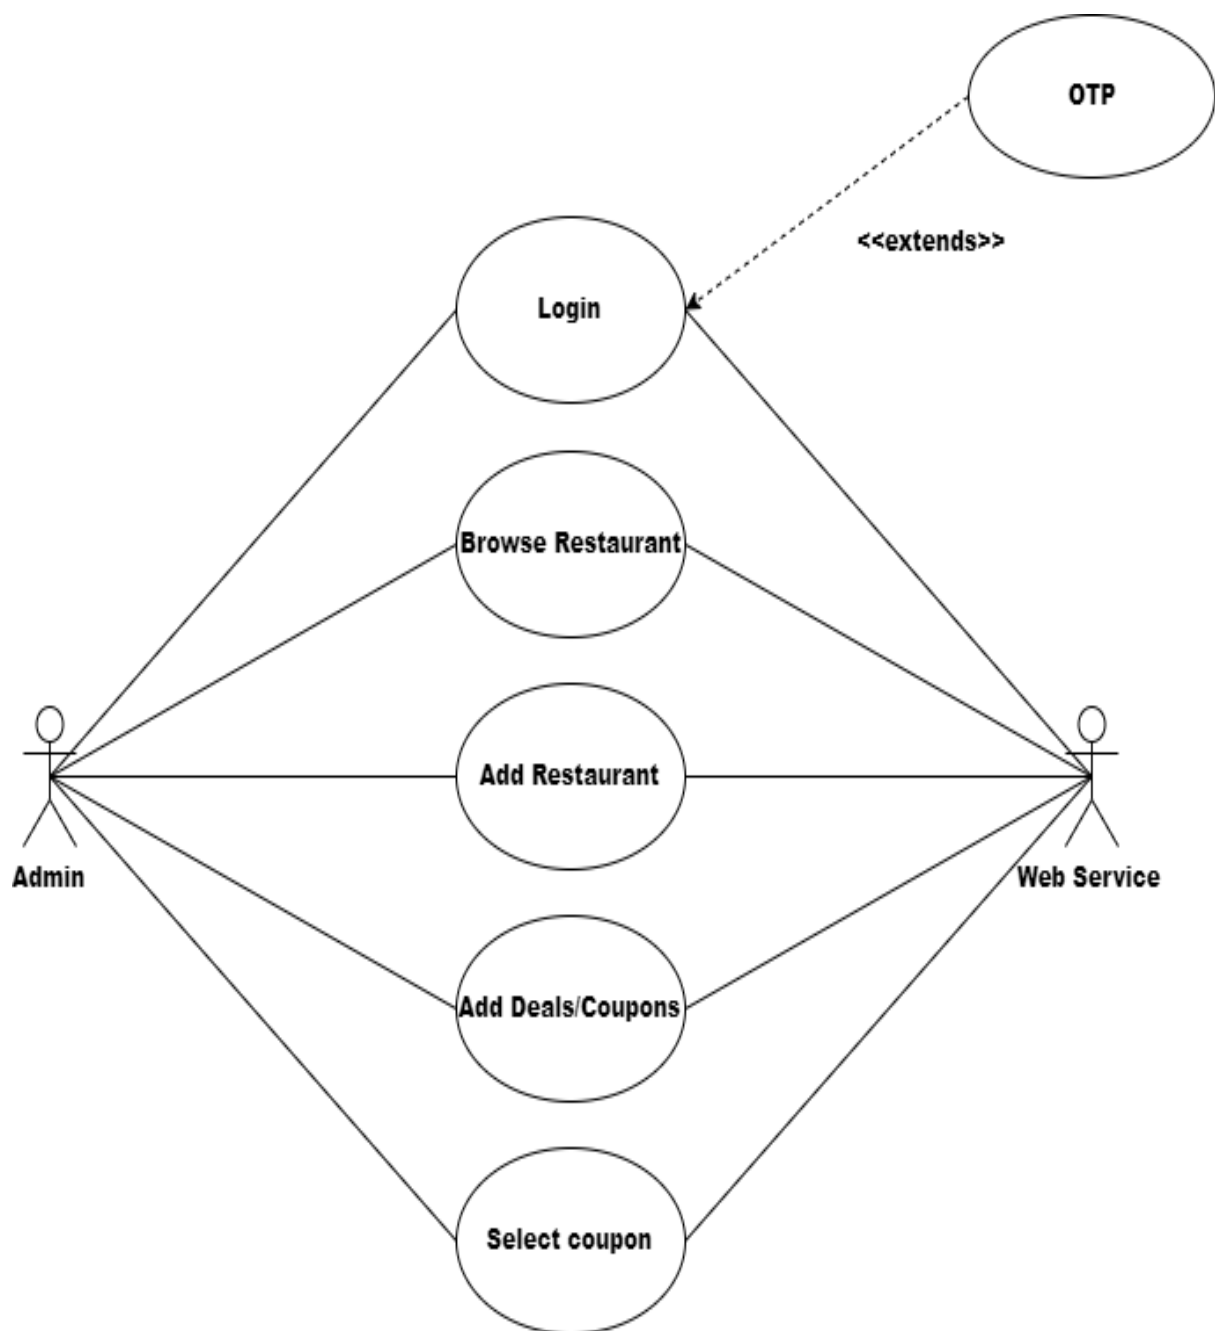 OTP
<<extends>>
Login
Browse Restaurant
Add Restaurant
Admin
Web Service
Add Deals/Coupons
Select coupon